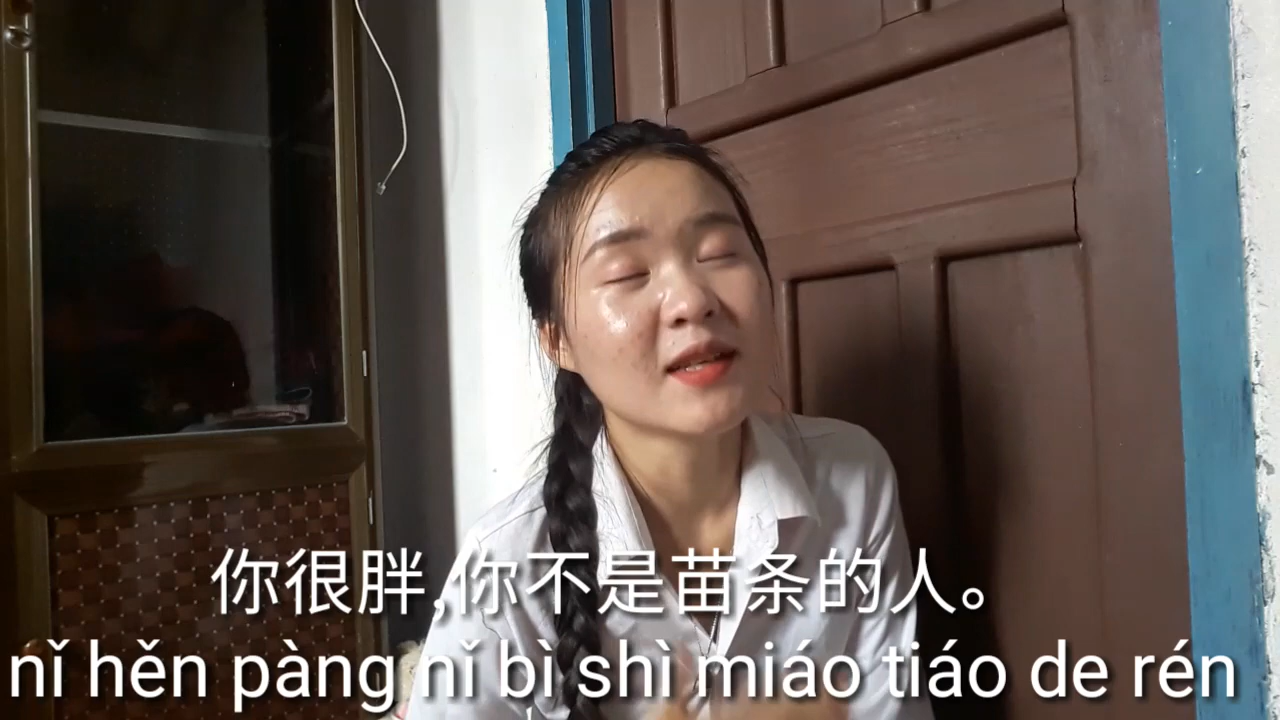 你很胖,你不是苗条的人。
nǐ hěn pàng nǐ bì shì miáo tiáo de rén